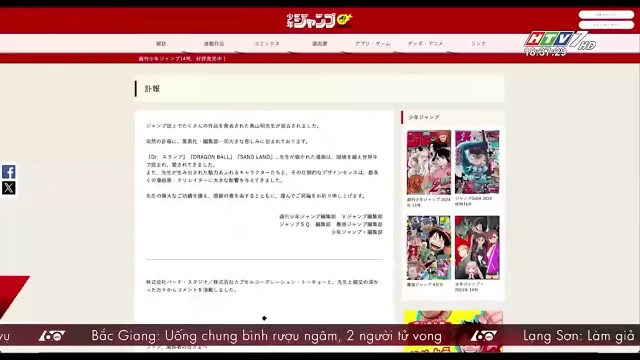 少年ジャンプ
雑誌 連載作品 コミックス 漫画賞 アプリ・ゲーム グッズ・アニメ リンク
HTV7 HD
18:57:29
週刊少年ジャンプ14号、好評発売中!
訃報
ジャンプ誌上でたくさんの作品を発表された鳥山明先生が逝去されました。
突然の訃報に、集英社・編集部一同大きな悲しみに包まれております。
『Dr. スランプ』『DRAGON BALL』『SAND LAND』…先生が描かれた漫画は、国境を越え世界中
で読まれ、愛されてきました。
また、先生が生み出された魅力あふれるキャラクターたちと、その圧倒的なデザインセンスは、数多
くの漫画家・クリエイターに大きな影響を与えてきました。
先生の偉大なご功績を讃え、感謝の意を表するとともに、謹んでご冥福をお祈り申し上げます。
週刊少年ジャンプ編集部 Vジャンプ編集部
ジャンプSQ.編集部 最強ジャンプ編集部
少年ジャンプ+編集部
株式会社バード・スタジオ/株式会社カプセルコーポレーション・トーキョーと、先生と親交の深か
った方々からコメントを頂戴しました。
少年ジャンプ
週刊少年ジャンプ 2024
年 14号
ジャンプGIGA 2024
最強ジャンプ 4月号
少年ジャンプ+
vụ 60 Bắc Giang: Uống chung bình rượu ngâm, 2 người tử vong 60 Lạng Sơn: Làm giả